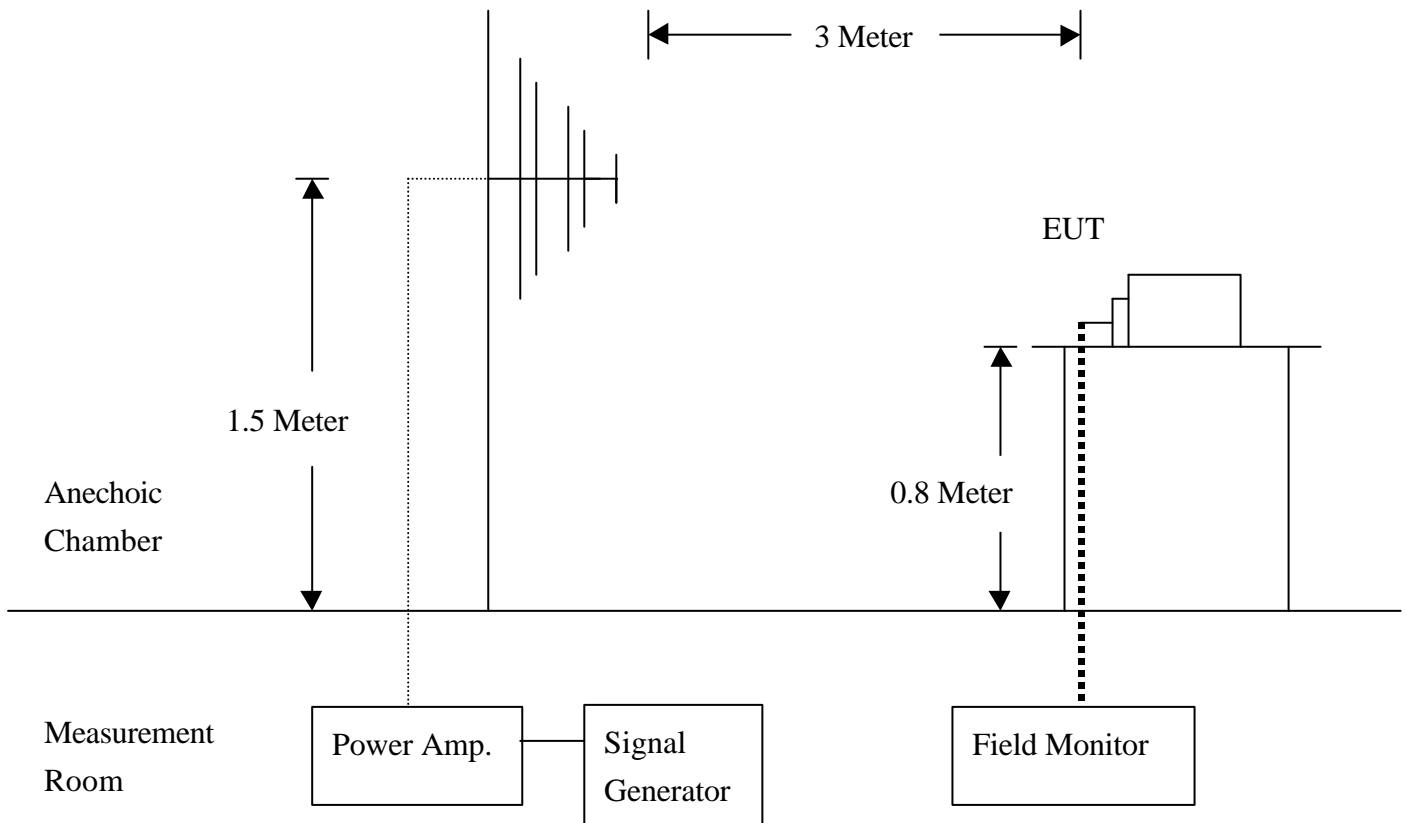 3 Meter
EUT
1.5 Meter
0.8 Meter
Anechoic
Chamber
Measurement
Room
Power Amp.
Signal
Generator
Field Monitor